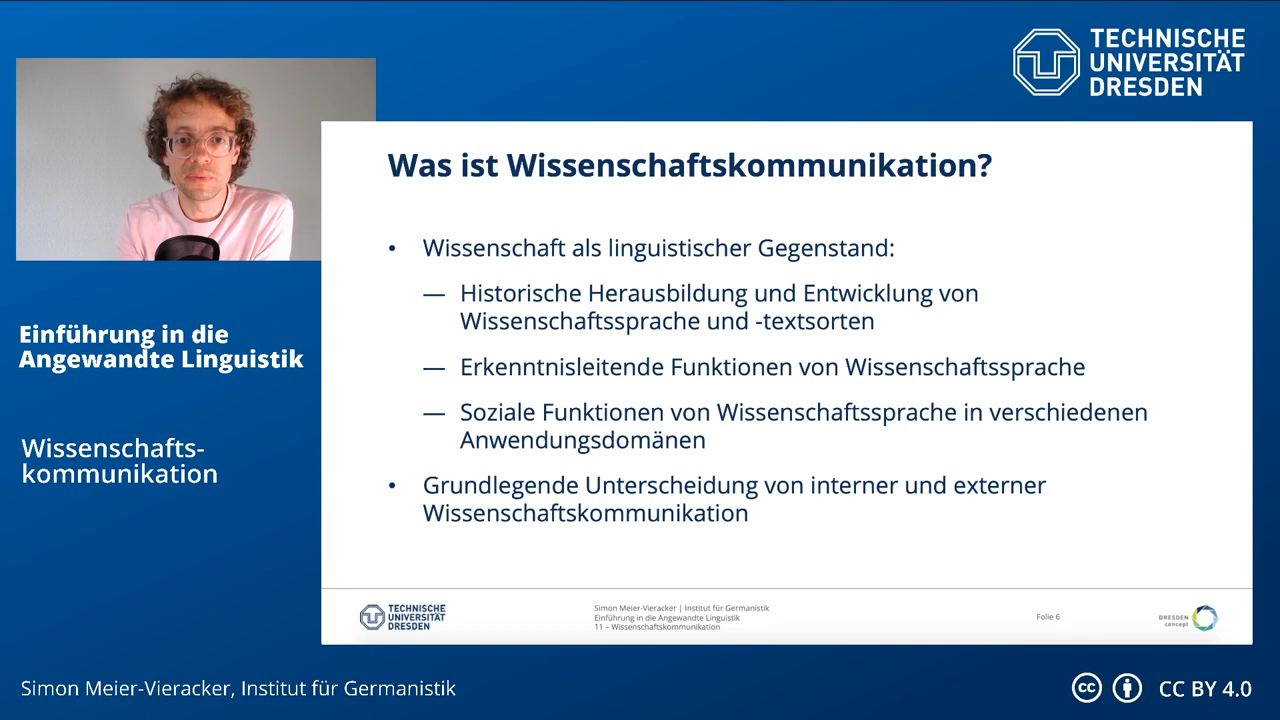 TECHNISCHE
UNIVERSITÄT
DRESDEN
Was ist Wissenschaftskommunikation?
• Wissenschaft als linguistischer Gegenstand:
— Historische Herausbildung und Entwicklung von
Wissenschaftssprache und -textsorten
— Erkenntnisleitende Funktionen von Wissenschaftssprache
— Soziale Funktionen von Wissenschaftssprache in verschiedenen
Anwendungsdomänen
• Grundlegende Unterscheidung von interner und externer
Wissenschaftskommunikation
Einführung in die
Angewandte Linguistik
Wissenschafts-
kommunikation
TECHNISCHE
UNIVERSITÄT
DRESDEN
Simon Meier-Vieracker | Institut für Germanistik
Einführung in die Angewandte Linguistik
11 – Wissenschaftskommunikation
Folie 6
DRESDEN
concept
Simon Meier-Vieracker, Institut für Germanistik
cc
CC BY 4.0